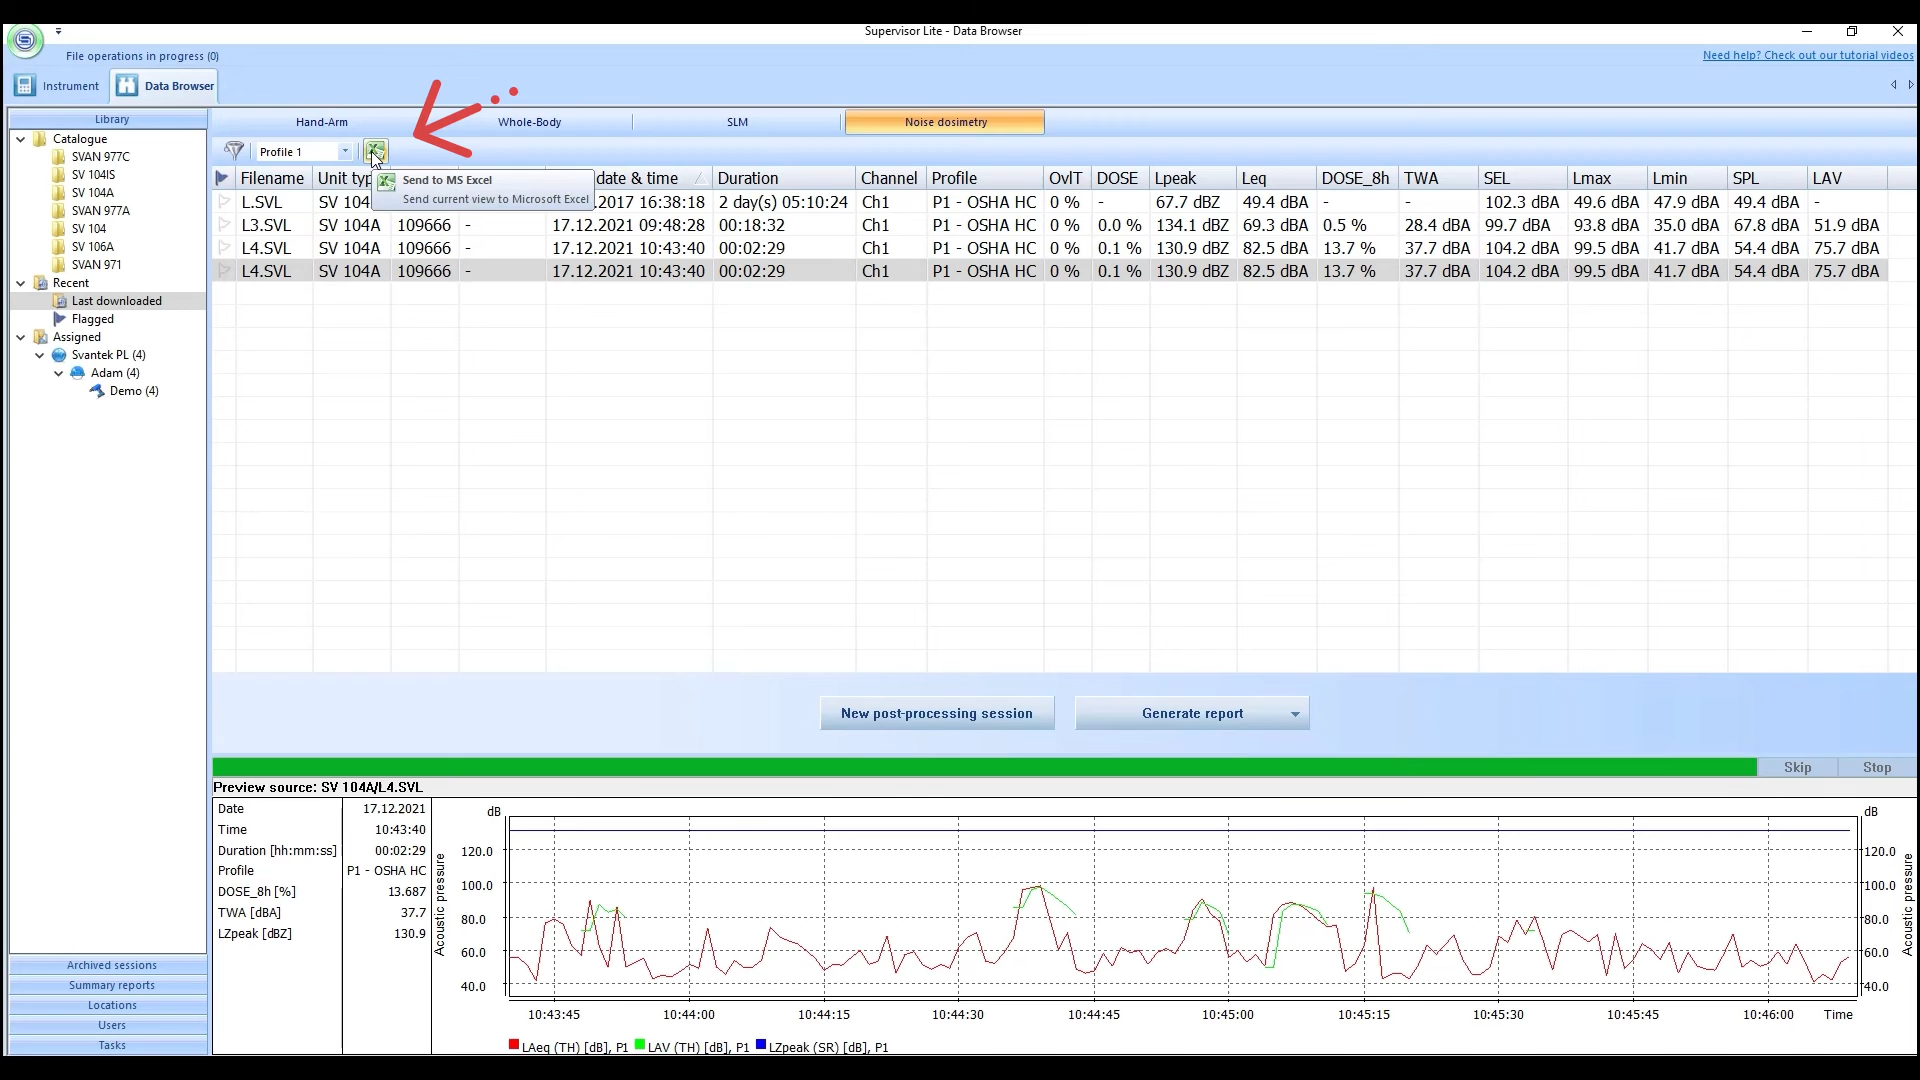 Supervisor Lite - Data Browser
File operations in progress (0)
Need help? Check out our tutorial videos
Instrument
Data Browser
Library
Hand-Arm
Whole-Body
SLM
Noise dosimetry
Catalogue
SVAN 977C
SV 104IS
SV 104A
SVAN 977A
SV 104
SV 106A
SVAN 971
Recent
Last downloaded
Flagged
Assigned
Svantek PL (4)
Adam (4)
Demo (4)
Archived sessions
Summary reports
Locations
Users
Tasks
Profile 1
Send to MS Excel
Send current view to Microsoft Excel
Filename Unit typ date & time Duration Channel Profile OvlT DOSE Lpeak Leq DOSE_8h TWA SEL Lmax Lmin SPL LAV
L.SVL SV 104 .2017 16:38:18 2 day(s) 05:10:24 Ch1 P1 - OSHA HC 0 % - 67.7 dBZ 49.4 dBA - - 102.3 dBA 49.6 dBA 47.9 dBA 49.4 dBA -
L3.SVL SV 104A 109666 - 17.12.2021 09:48:28 00:18:32 Ch1 P1 - OSHA HC 0 % 0.0 % 134.1 dBZ 69.3 dBA 0.5 % 28.4 dBA 99.7 dBA 93.8 dBA 35.0 dBA 67.8 dBA 51.9 dBA
L4.SVL SV 104A 109666 - 17.12.2021 10:43:40 00:02:29 Ch1 P1 - OSHA HC 0 % 0.1 % 130.9 dBZ 82.5 dBA 13.7 % 37.7 dBA 104.2 dBA 99.5 dBA 41.7 dBA 54.4 dBA 75.7 dBA
L4.SVL SV 104A 109666 - 17.12.2021 10:43:40 00:02:29 Ch1 P1 - OSHA HC 0 % 0.1 % 130.9 dBZ 82.5 dBA 13.7 % 37.7 dBA 104.2 dBA 99.5 dBA 41.7 dBA 54.4 dBA 75.7 dBA
New post-processing session
Generate report
Skip
Stop
Preview source: SV 104A/L4.SVL
Date 17.12.2021
Time 10:43:40
Duration [hh:mm:ss] 00:02:29
Profile P1 - OSHA HC
DOSE_8h [%] 13.687
TWA [dBA] 37.7
LZpeak [dBZ] 130.9
dB
120.0
100.0
80.0
60.0
40.0
Acoustic pressure
dB
120.0
100.0
80.0
60.0
40.0
Acoustic pressure
10:43:45 10:44:00 10:44:15 10:44:30 10:44:45 10:45:00 10:45:15 10:45:30 10:45:45 10:46:00 Time
LAeq (TH) [dB], P1 LAV (TH) [dB], P1 LZpeak (SR) [dB], P1